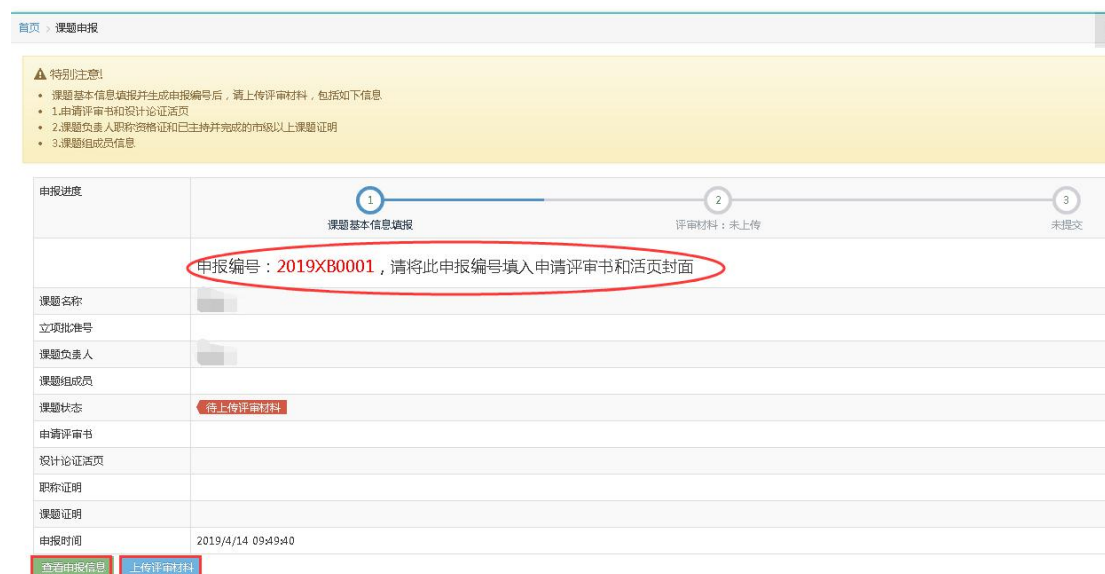 首页 > 课题申报
特别注意!
• 课题基本信息填报并生成申报编号后，请上传评审材料，包括如下信息
• 1.申请评审书和设计论证活页
• 2.课题负责人职称资格证和已主持并完成的市级以上课题证明
• 3.课题组成员信息
申报进度
1 2 3
课题基本信息填报 评审材料：未上传 未提交
申报编号：2019XB0001，请将此申报编号填入申请评审书和活页封面
课题名称
立项批准号
课题负责人
课题组成员
课题状态 待上传评审材料
申请评审书
设计论证活页
职称证明
课题证明
申报时间 2019/4/14 09:49:40
查看申报信息 上传评审材料